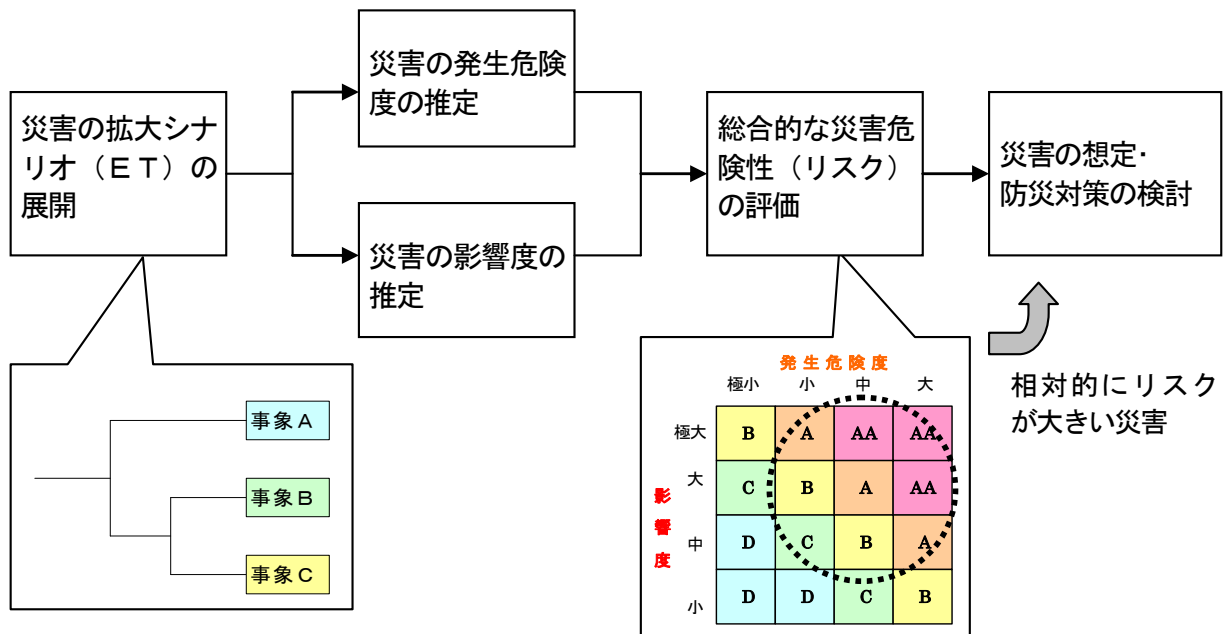 災害の拡大シナ
リオ（ＥＴ）の
展開
災害の発生危険
度の推定
災害の影響度の
推定
総合的な災害危
険性（リスク）
の評価
災害の想定・
防災対策の検討
相対的にリスク
が大きい災害
事象Ａ
事象Ｂ
事象Ｃ
発生危険度
極小 小 中 大
影響度
極大 B A AA AA
大 C B A AA
中 D C B A
小 D D C B